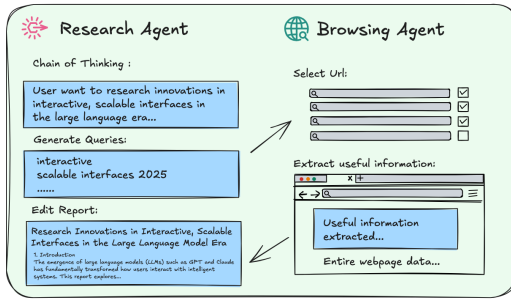 Research Agent
Chain of Thinking :
User want to research innovations in
interactive, scalable interfaces in
the large language era...
Generate Queries:
interactive
scalable interfaces 2025
......
Edit Report:
Research Innovations in Interactive, Scalable
Interfaces in the Large Language Model Era
1. Introduction
The emergence of large language models (LLMs) such as GPT and Claude
has fundamentally transformed how users interact with intelligent
systems. This report explores...
Browsing Agent
Select Url:
Extract useful information:
X +
Useful information
extracted...
Entire webpage data...